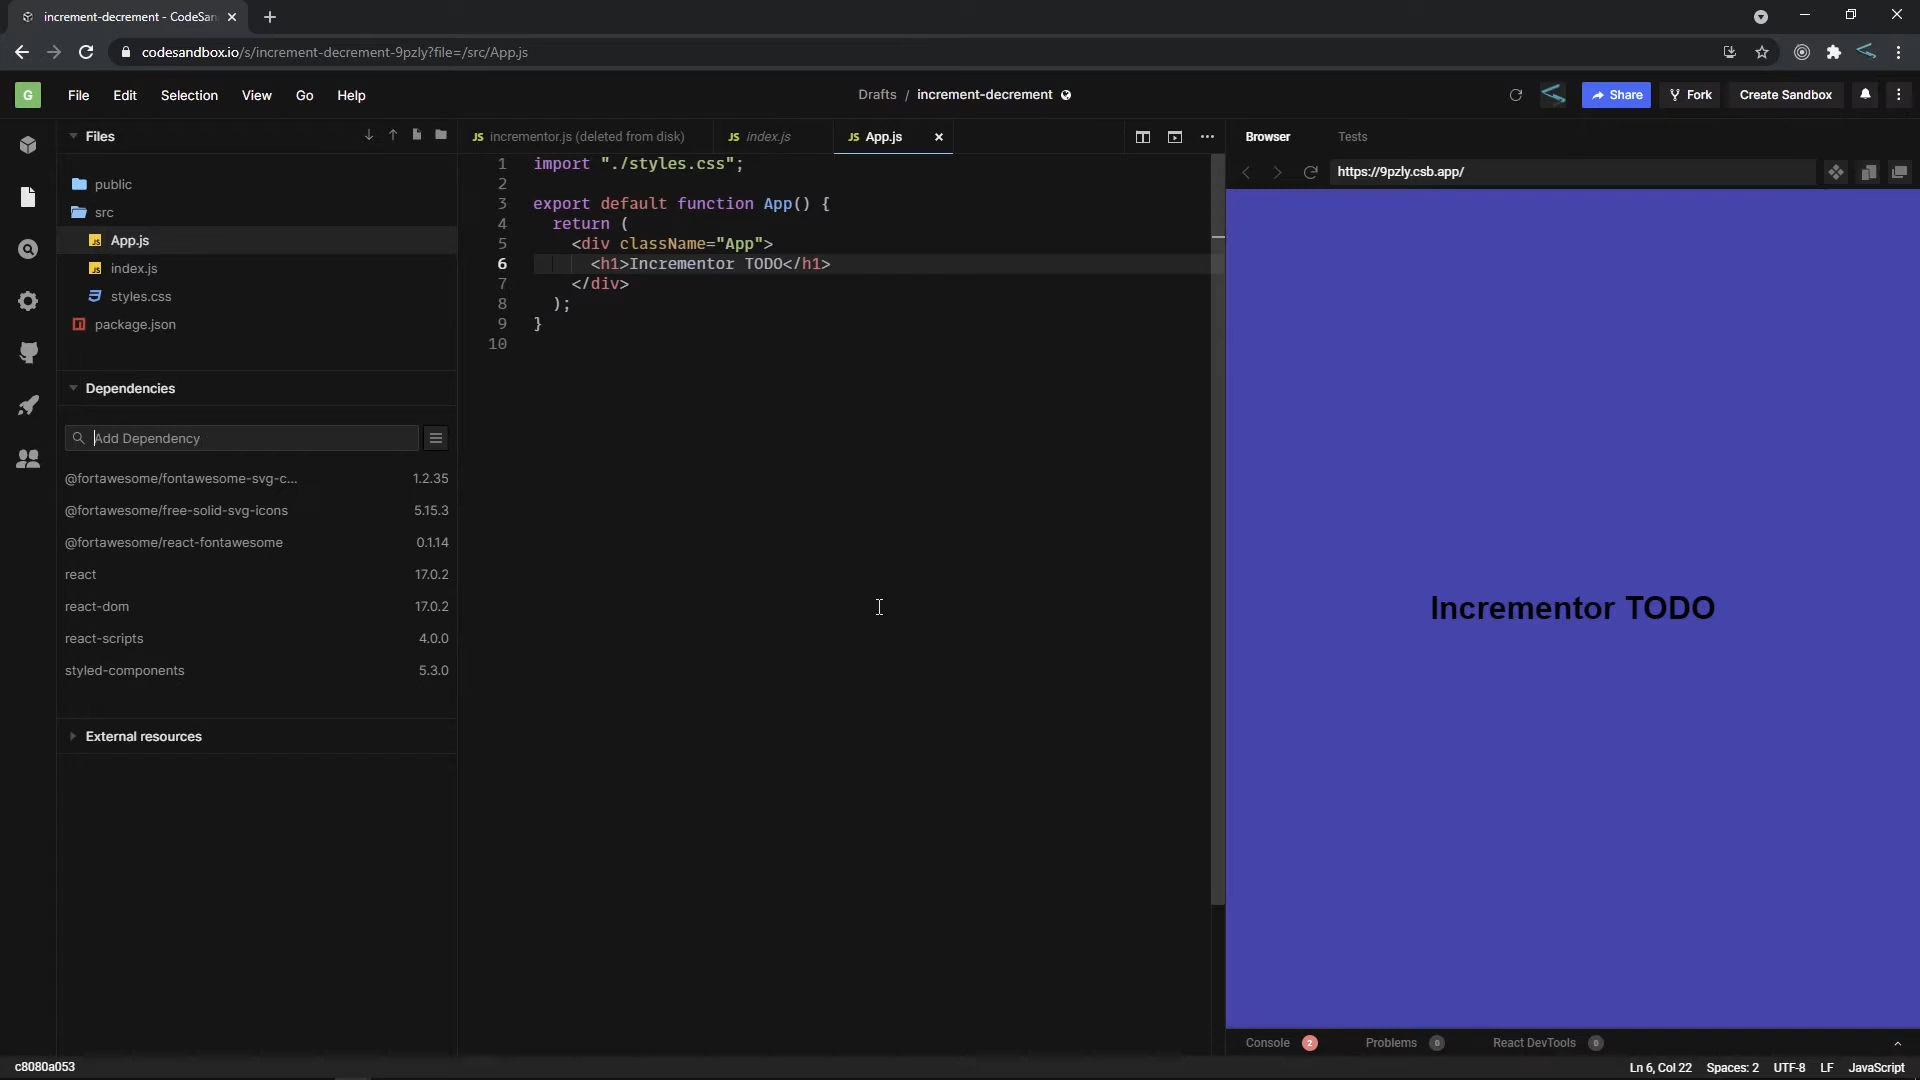 increment-decrement - CodeSan
codesandbox.io/s/increment-decrement-9pzly?file=/src/App.js
G
File Edit Selection View Go Help
Drafts / increment-decrement
Share
Fork
Create Sandbox
Files
public
src
JS App.js
JS index.js
styles.css
package.json
Dependencies
Add Dependency
@fortawesome/fontawesome-svg-c... 1.2.35
@fortawesome/free-solid-svg-icons 5.15.3
@fortawesome/react-fontawesome 0.1.14
react 17.0.2
react-dom 17.0.2
react-scripts 4.0.0
styled-components 5.3.0
External resources
JS incrementor.js (deleted from disk)
JS index.js
JS App.js
1 import "./styles.css";
2
3 export default function App() {
4 return (
5 <div className="App">
6 <h1>Incrementor TODO</h1>
7 </div>
8 );
9 }
10
Browser Tests
https://9pzly.csb.app/
Incrementor TODO
Console 2 Problems 0 React DevTools 0
c8080a053
Ln 6, Col 22 Spaces: 2 UTF-8 LF JavaScript